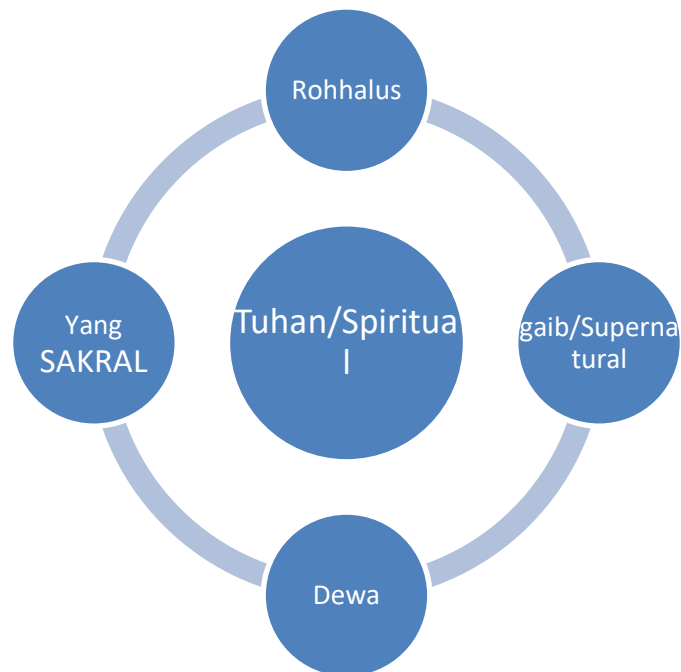 Rohhalus
Yang
SAKRAL
Tuhan/Spiritua
l
gaib/Superna
tural
Dewa